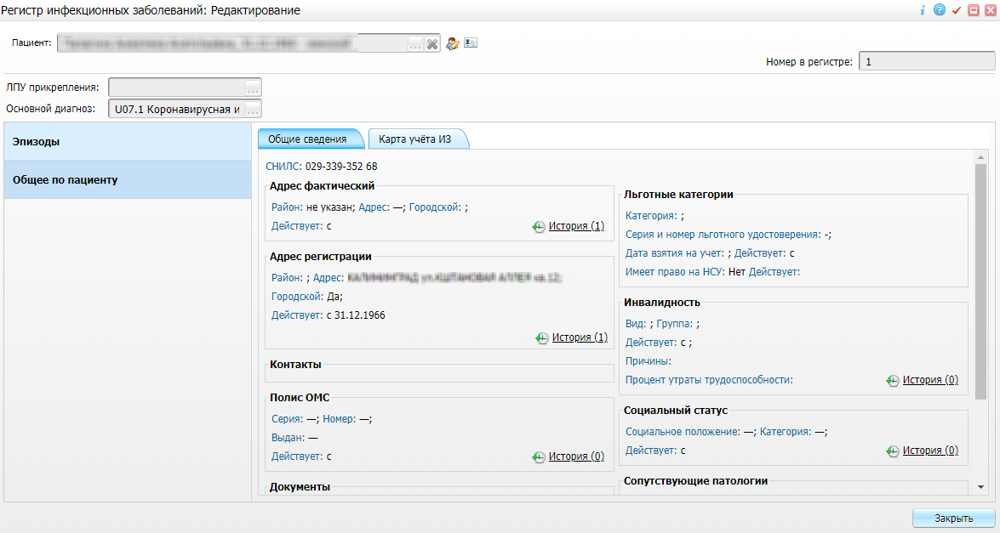 Регистр инфекционных заболеваний: Редактирование
Пациент:
Номер в регистре: 1
ЛПУ прикрепления:
Основной диагноз: U07.1 Коронавирусная и
Эпизоды
Общее по пациенту
Общие сведения
Карта учёта ИЗ
СНИЛС: 029-339-352 68
Адрес фактический
Район: не указан; Адрес: —; Городской: ;
Действует: с
История (1)
Адрес регистрации
Район: ; Адрес:
Городской: Да;
Действует: с 31.12.1966
История (1)
Контакты
Полис ОМС
Серия: —; Номер: —;
Выдан: —
Действует: с
История (0)
Документы
Льготные категории
Категория: ;
Серия и номер льготного удостоверения: -;
Дата взятия на учет: ; Действует: с
Имеет право на НСУ: Нет Действует:
Инвалидность
Вид: ; Группа: ;
Действует: с ;
Причины:
Процент утраты трудоспособности:
История (0)
Социальный статус
Социальное положение: —; Категория: —;
Действует: с
История (0)
Сопутствующие патологии
Закрыть